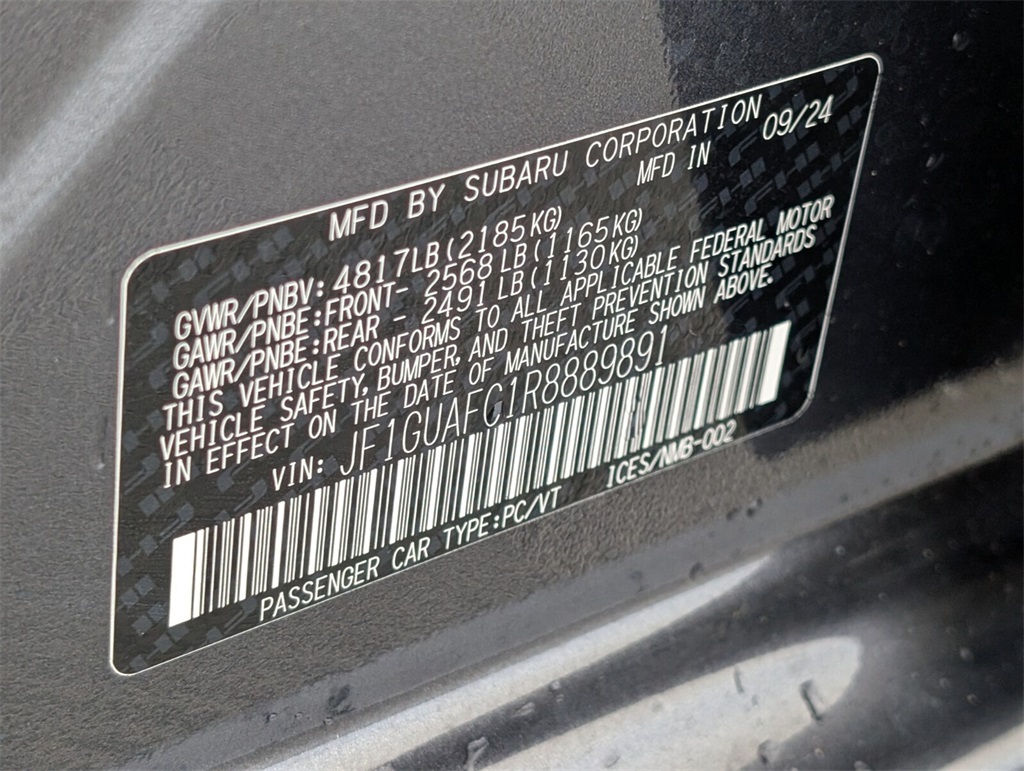 MFD BY SUBARU CORPORATION
MFD IN 09/24
GVWR/PNBV: 4817LB(2185KG)
GAWR/PNBE:FRONT- 2568LB(1165KG)
GAWR/PNBE:REAR - 2491LB(1130KG)
THIS VEHICLE CONFORMS TO ALL APPLICABLE FEDERAL MOTOR
VEHICLE SAFETY, BUMPER, AND THEFT PREVENTION STANDARDS
IN EFFECT ON THE DATE OF MANUFACTURE SHOWN ABOVE.
VIN: JF1GUAFC1R8889891
PASSENGER CAR TYPE:PC/VT ICES/NMB-002